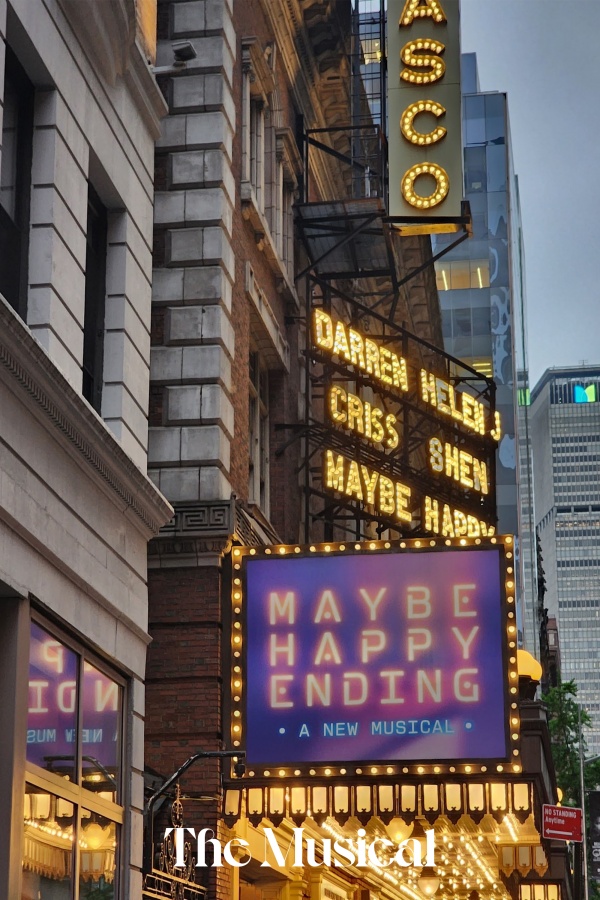 ASCO
DARREN HELEN J
CRISS SHEN
MAYBE HAPPY
MAYBE
HAPPY
ENDING
• A NEW MUSICAL •
NO STANDING
Anytime
The Musical